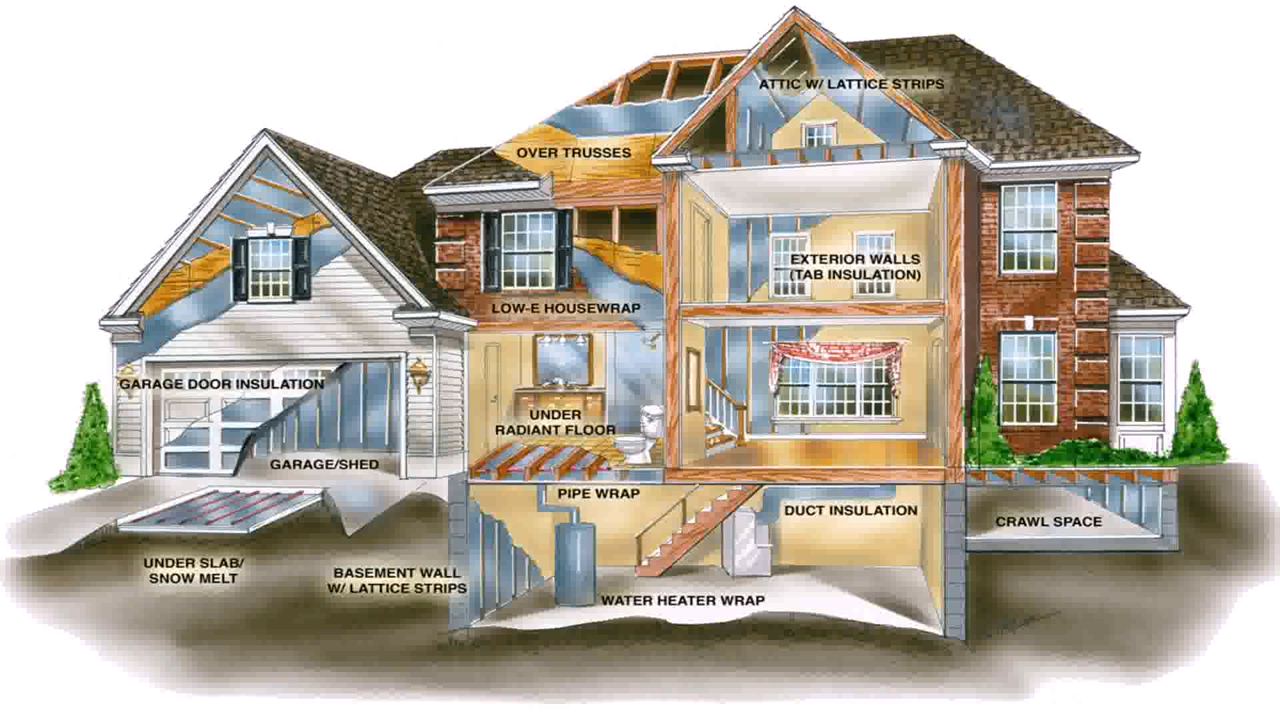 ATTIC W/ LATTICE STRIPS
OVER TRUSSES
EXTERIOR WALLS
(TAB INSULATION)
LOW-E HOUSEWRAP
GARAGE DOOR INSULATION
UNDER
RADIANT FLOOR
GARAGE/SHED
PIPE WRAP
DUCT INSULATION
CRAWL SPACE
UNDER SLAB/
SNOW MELT
BASEMENT WALL
W/ LATTICE STRIPS
WATER HEATER WRAP